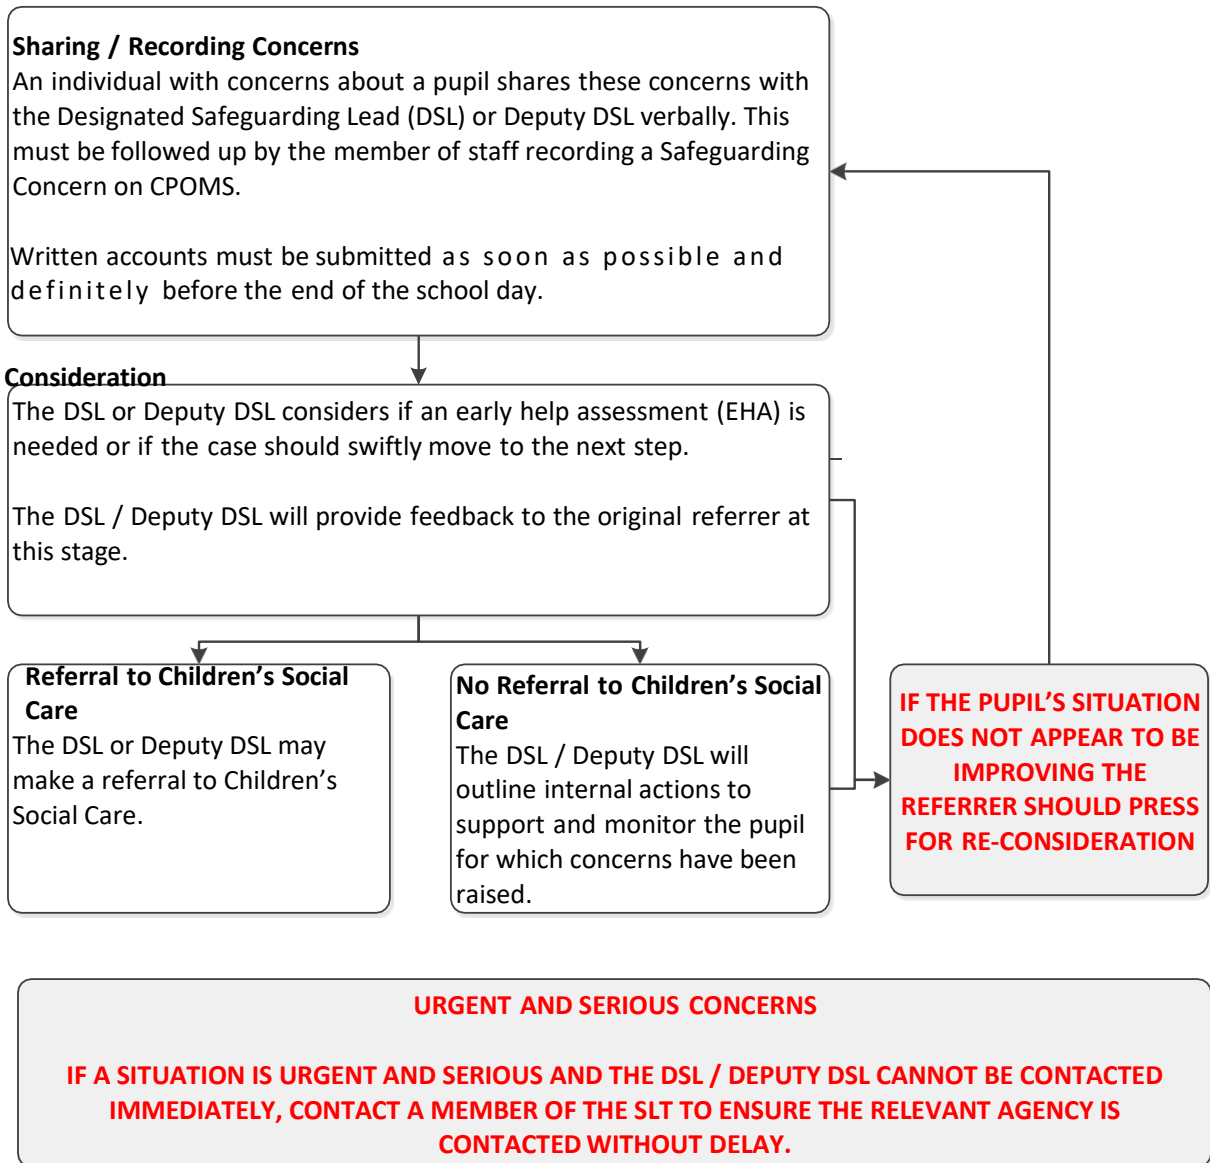 Sharing / Recording Concerns
An individual with concerns about a pupil shares these concerns with
the Designated Safeguarding Lead (DSL) or Deputy DSL verbally. This
must be followed up by the member of staff recording a Safeguarding
Concern on CPOMS.
Written accounts must be submitted as soon as possible and
definitely before the end of the school day.
Consideration
The DSL or Deputy DSL considers if an early help assessment (EHA) is
needed or if the case should swiftly move to the next step.
The DSL / Deputy DSL will provide feedback to the original referrer at
this stage.
Referral to Children’s Social
Care
The DSL or Deputy DSL may
make a referral to Children’s
Social Care.
No Referral to Children’s Social
Care
The DSL / Deputy DSL will
outline internal actions to
support and monitor the pupil
for which concerns have been
raised.
IF THE PUPIL’S SITUATION
DOES NOT APPEAR TO BE
IMPROVING THE
REFERRER SHOULD PRESS
FOR RE-CONSIDERATION
URGENT AND SERIOUS CONCERNS
IF A SITUATION IS URGENT AND SERIOUS AND THE DSL / DEPUTY DSL CANNOT BE CONTACTED
IMMEDIATELY, CONTACT A MEMBER OF THE SLT TO ENSURE THE RELEVANT AGENCY IS
CONTACTED WITHOUT DELAY.